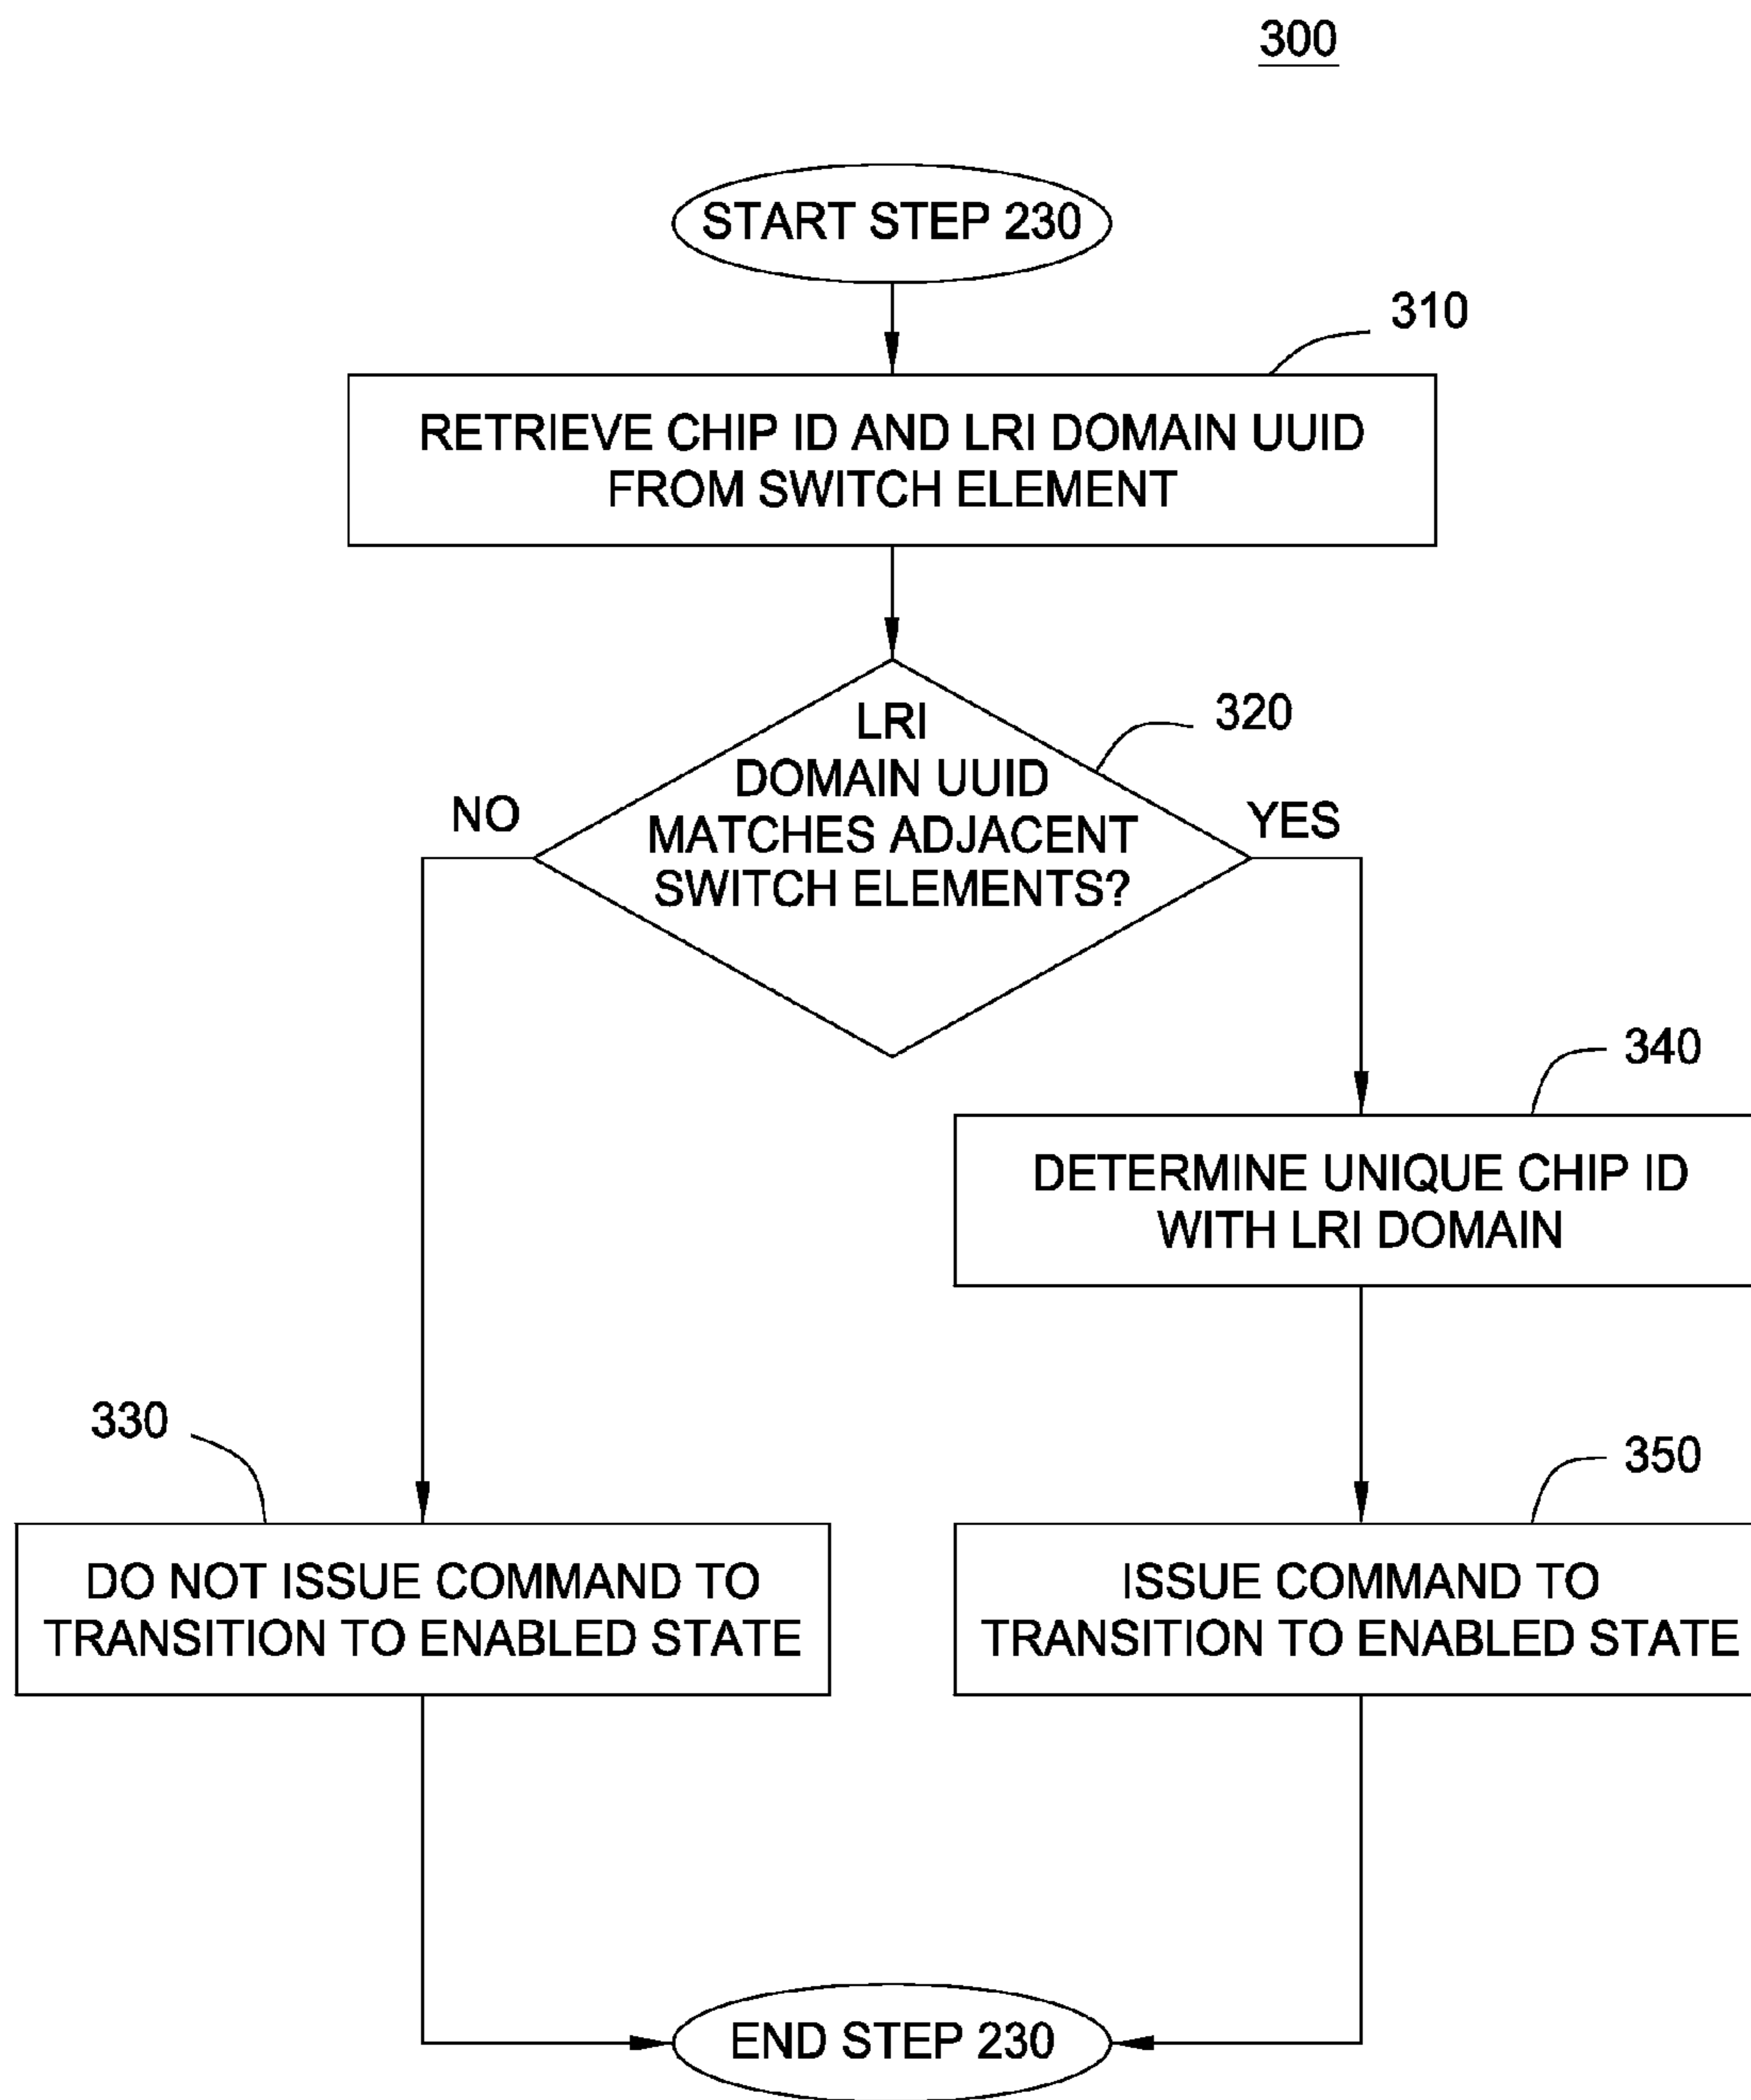 300
START STEP 230
310
RETRIEVE CHIP ID AND LRI DOMAIN UUID
FROM SWITCH ELEMENT
320
LRI
DOMAIN UUID
MATCHES ADJACENT
SWITCH ELEMENTS?
NO
YES
340
DETERMINE UNIQUE CHIP ID
WITH LRI DOMAIN
330
DO NOT ISSUE COMMAND TO
TRANSITION TO ENABLED STATE
350
ISSUE COMMAND TO
TRANSITION TO ENABLED STATE
END STEP 230